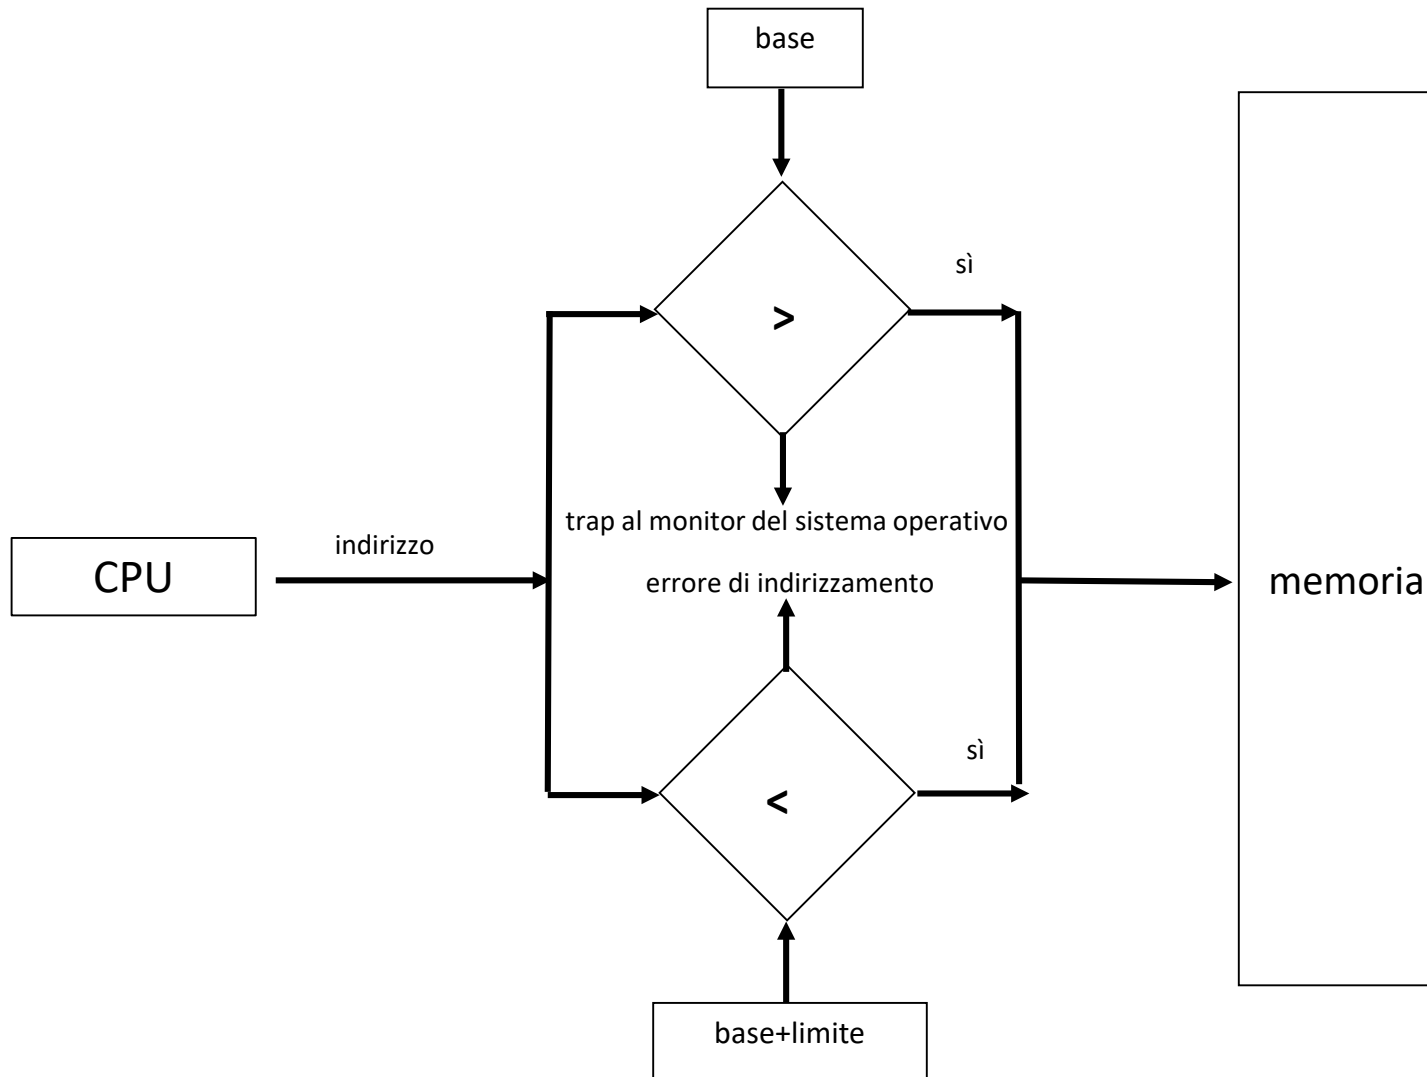 base
sì
>
trap al monitor del sistema operativo
indirizzo
CPU
errore di indirizzamento
memoria
sì
<
base+limite